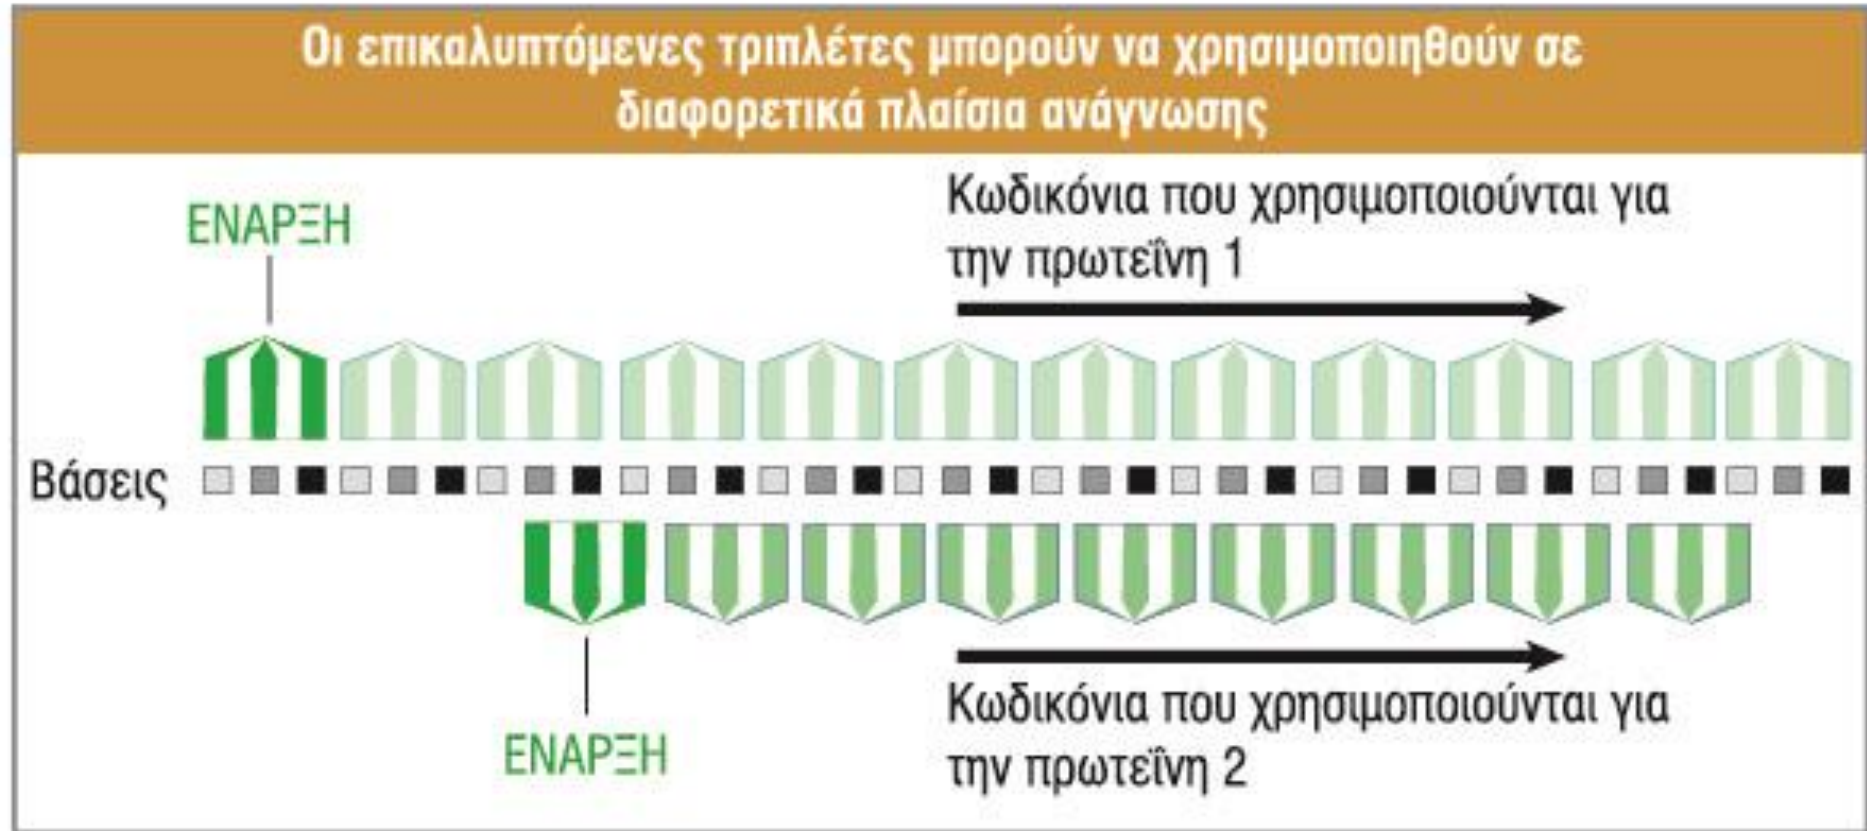 Οι επικαλυπτόμενες τριπλέτες μπορούν να χρησιμοποιηθούν σε
διαφορετικά πλαίσια ανάγνωσης
ΕΝΑΡΞΗ
Κωδικόνια που χρησιμοποιούνται για
την πρωτεΐνη 1
Βάσεις
ΕΝΑΡΞΗ
Κωδικόνια που χρησιμοποιούνται για
την πρωτεΐνη 2